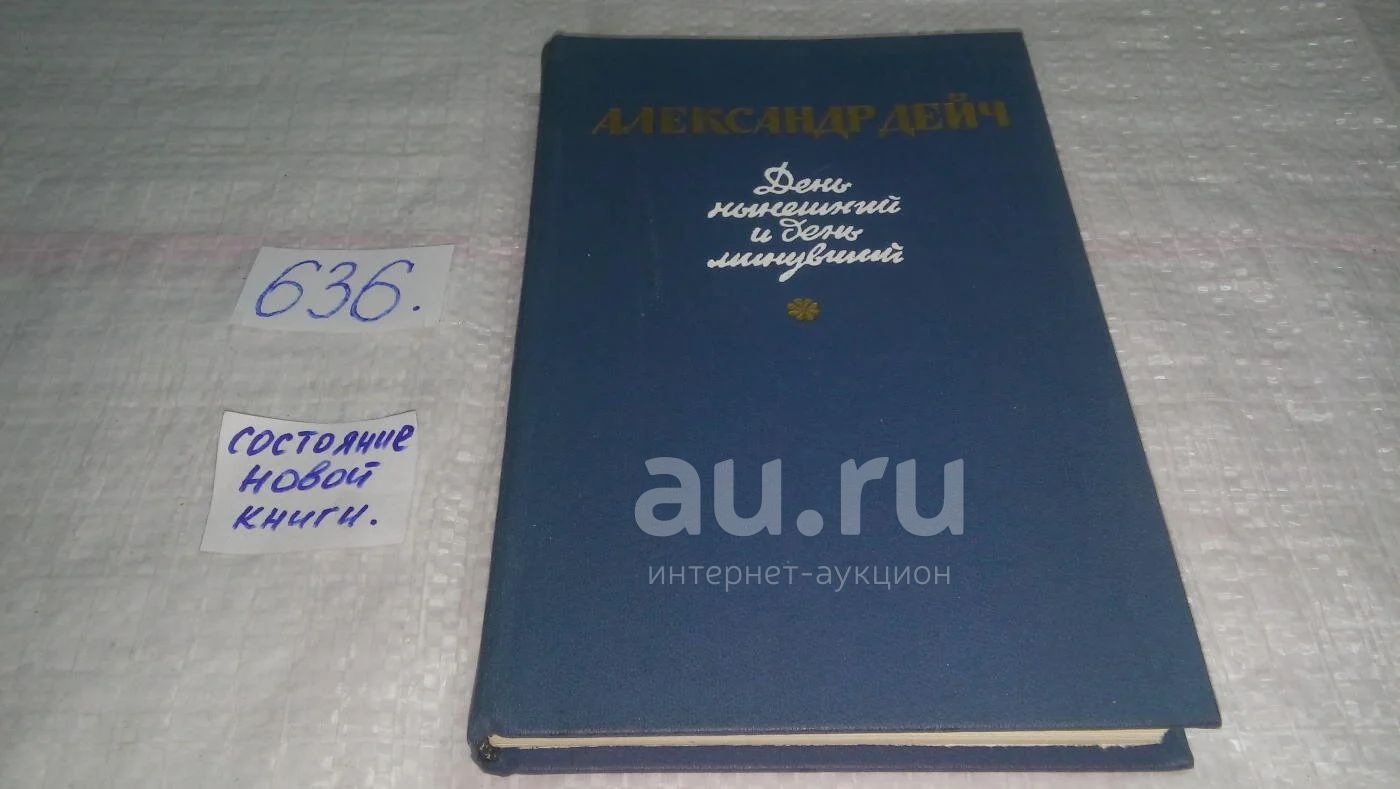 АЛЕКСАНДР ДЕЙЧ
День
нынешний
и день
минувший
636.
состояние
новой
книги.
au.ru
интернет-аукцион